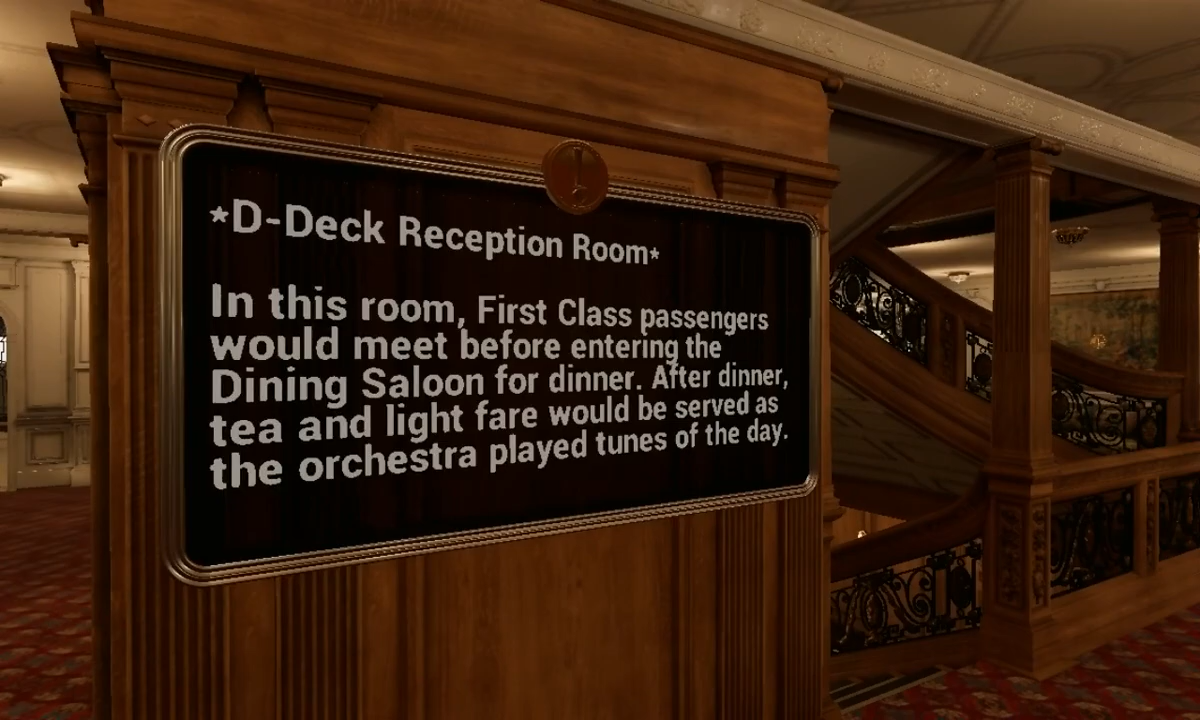 *D-Deck Reception Room*
In this room, First Class passengers
would meet before entering the
Dining Saloon for dinner. After dinner,
tea and light fare would be served as
the orchestra played tunes of the day.